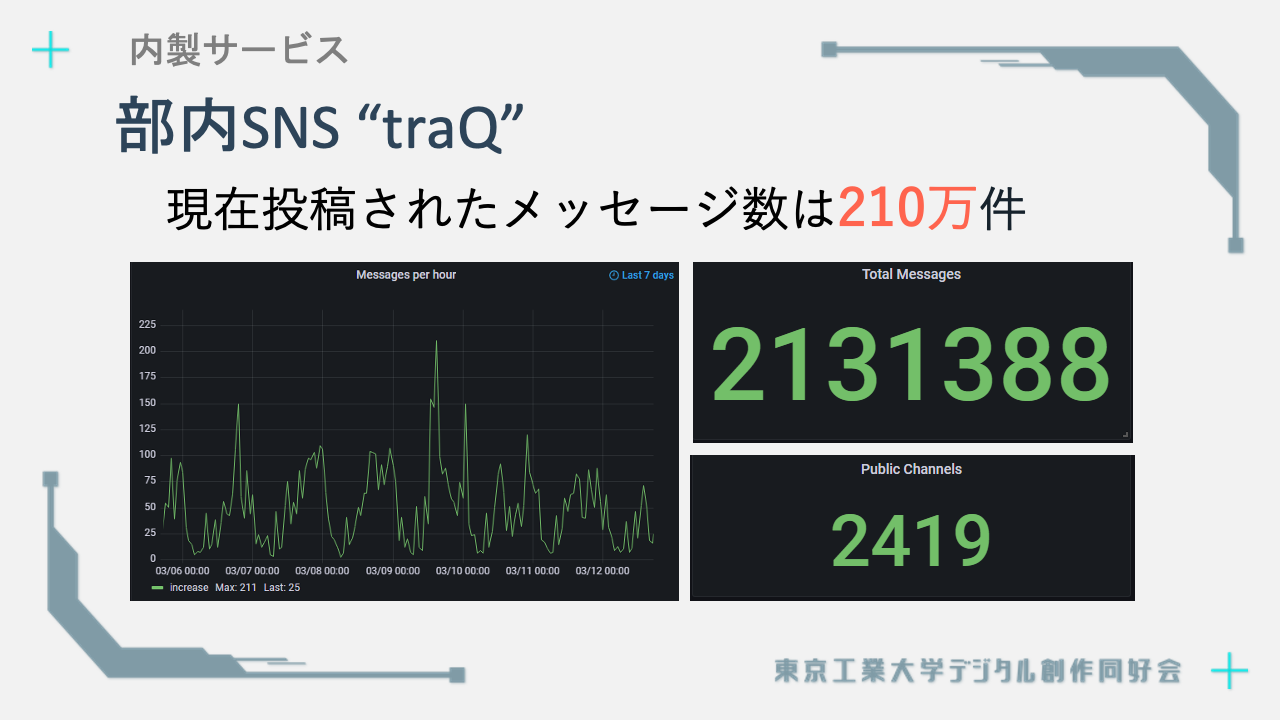 内製サービス
部内SNS “traQ”
現在投稿されたメッセージ数は210万件
Messages per hour
Last 7 days
225
200
175
150
125
100
75
50
25
0
03/06 00:00 03/07 00:00 03/08 00:00 03/09 00:00 03/10 00:00 03/11 00:00 03/12 00:00
increase Max: 211 Last: 25
Total Messages
2131388
Public Channels
2419
東京工業大学デジタル創作同好会